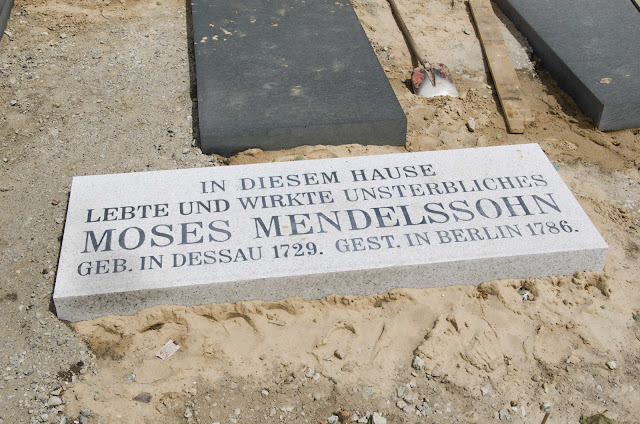 IN DIESEM HAUSE
LEBTE UND WIRKTE UNSTERBLICHES
MOSES MENDELSSOHN
GEB. IN DESSAU 1729. GEST. IN BERLIN 1786.